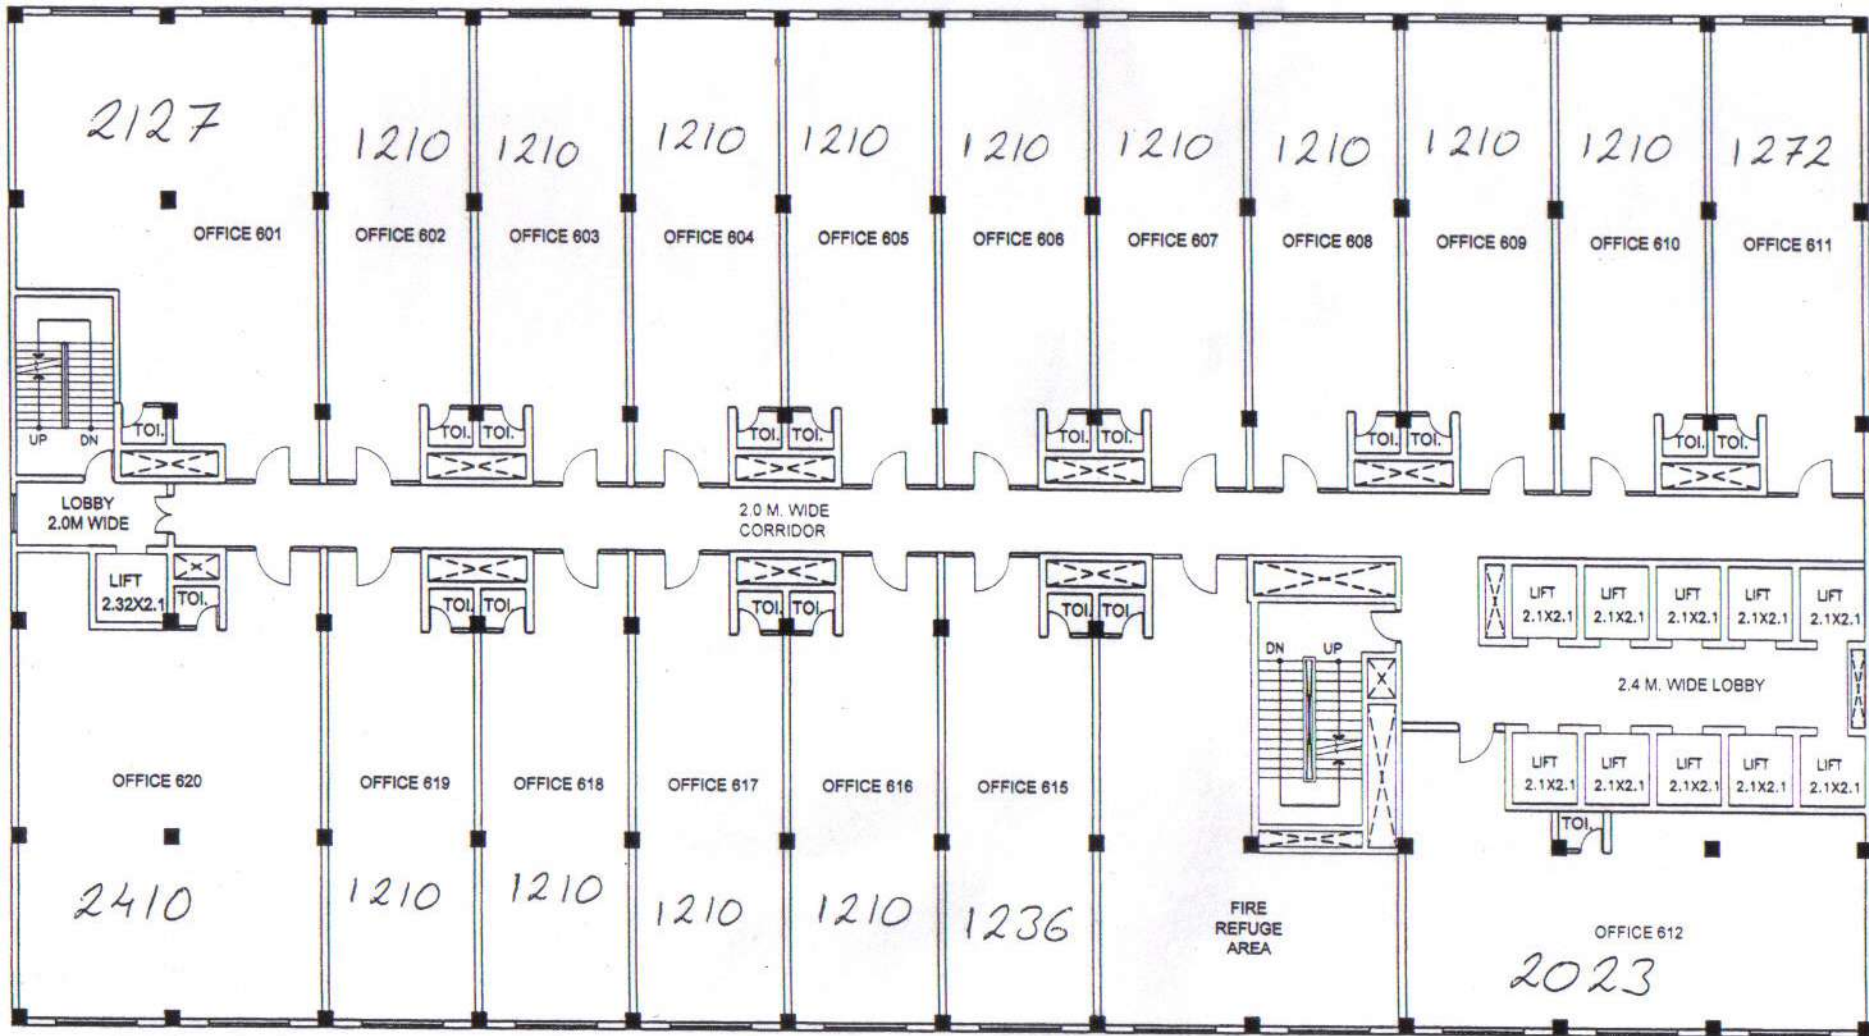 2127
1210
1210
1210
1210
1210
1210
1210
1210
1210
1272
OFFICE 601
OFFICE 602
OFFICE 603
OFFICE 604
OFFICE 605
OFFICE 606
OFFICE 607
OFFICE 608
OFFICE 609
OFFICE 610
OFFICE 611
UP
DN
TOI.
TOI.
TOI.
TOI.
TOI.
TOI.
TOI.
TOI.
TOI.
TOI.
TOI.
LOBBY
2.0M WIDE
2.0 M. WIDE
CORRIDOR
LIFT
2.32X2.1
TOI.
TOI.
TOI.
TOI.
TOI.
TOI.
TOI.
DN
UP
X
LIFT
2.1X2.1
LIFT
2.1X2.1
LIFT
2.1X2.1
LIFT
2.1X2.1
LIFT
2.1X2.1
2.4 M. WIDE LOBBY
LIFT
2.1X2.1
LIFT
2.1X2.1
LIFT
2.1X2.1
LIFT
2.1X2.1
LIFT
2.1X2.1
TOI.
OFFICE 620
OFFICE 619
OFFICE 618
OFFICE 617
OFFICE 616
OFFICE 615
2410
1210
1210
1210
1210
1236
FIRE
REFUGE
AREA
OFFICE 612
2023